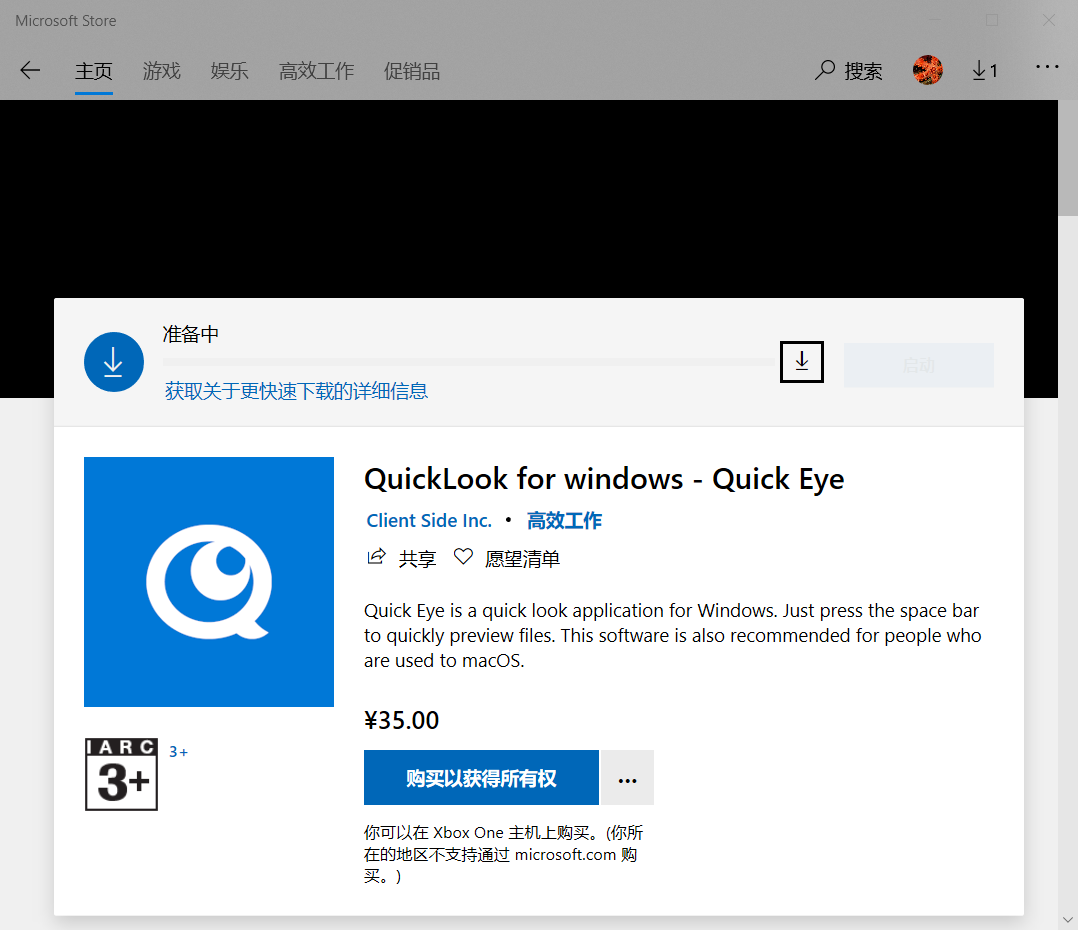 Microsoft Store
主页 游戏 娱乐 高效工作 促销品 搜索 1 ···
准备中
启动
获取关于更快速下载的详细信息
QuickLook for windows - Quick Eye
Client Side Inc. • 高效工作
共享 愿望清单
Quick Eye is a quick look application for Windows. Just press the space bar
to quickly preview files. This software is also recommended for people who
are used to macOS.
¥35.00
IARC
3+
3+
购买以获得所有权 ···
你可以在 Xbox One 主机上购买。(你所
在的地区不支持通过 microsoft.com 购
买。)